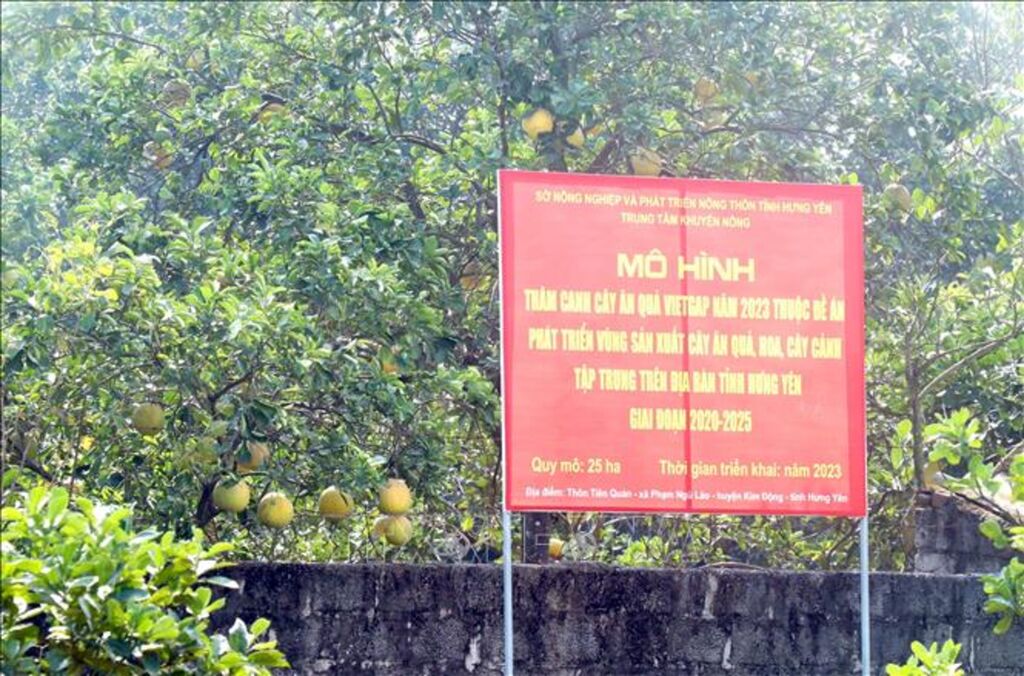 SỞ NÔNG NGHIỆP VÀ PHÁT TRIỂN NÔNG THÔN TỈNH HƯNG YÊN
TRUNG TÂM KHUYẾN NÔNG
MÔ HÌNH
THÂM CANH CÂY ĂN QUẢ VIETGAP NĂM 2023 THUỘC ĐỀ ÁN
PHÁT TRIỂN VÙNG SẢN XUẤT CÂY ĂN QUẢ, HOA, CÂY CẢNH
TẬP TRUNG TRÊN ĐỊA BÀN TỈNH HƯNG YÊN
GIAI ĐOẠN 2020-2025
Quy mô: 25 ha Thời gian triển khai: năm 2023
Địa điểm: Thôn Tiên Quán - xã Phạm Ngũ Lão - huyện Kim Động - tỉnh Hưng Yên